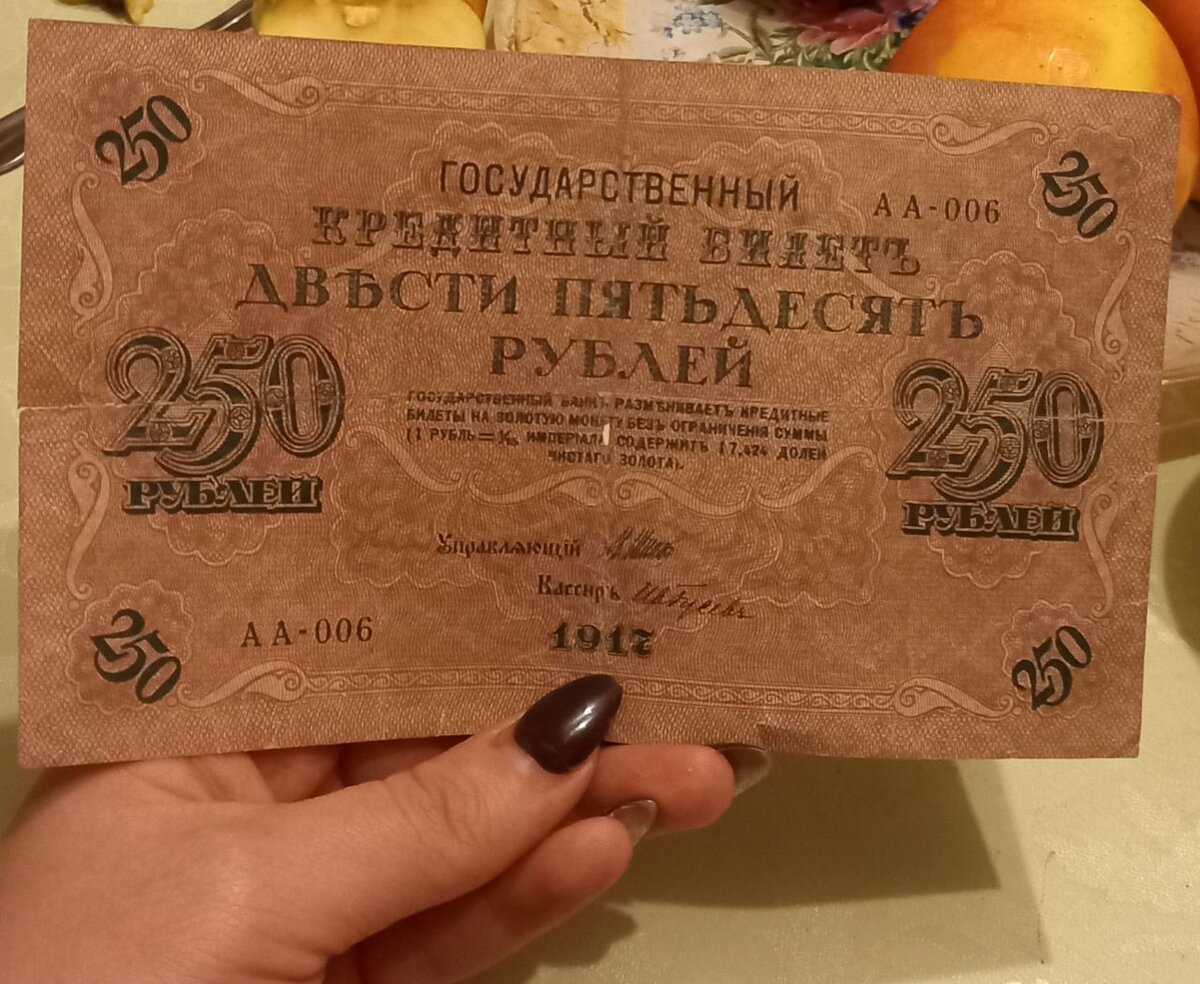 250
250
ГОСУДАРСТВЕННЫЙ
АА-006
КРЕДИТНЫЙ БИЛЕТЪ
ДВѢСТИ ПЯТЬДЕСЯТЪ
РУБЛЕЙ
250
РУБЛЕЙ
250
РУБЛЕЙ
ГОСУДАРСТВЕННЫЙ БАНКЪ РАЗМѢНИВАЕТЪ КРЕДИТНЫЕ
БИЛЕТЫ НА ЗОЛОТУЮ МОНЕТУ БЕЗЪ ОГРАНИЧЕНІЯ СУММЫ
(1 РУБЛЬ=1/15 ИМПЕРІАЛА СОДЕРЖИТЪ 17,424 ДОЛЕЙ
ЧИСТАГО ЗОЛОТА).
Управляющій
Кассиръ
АА-006
1917
250
250